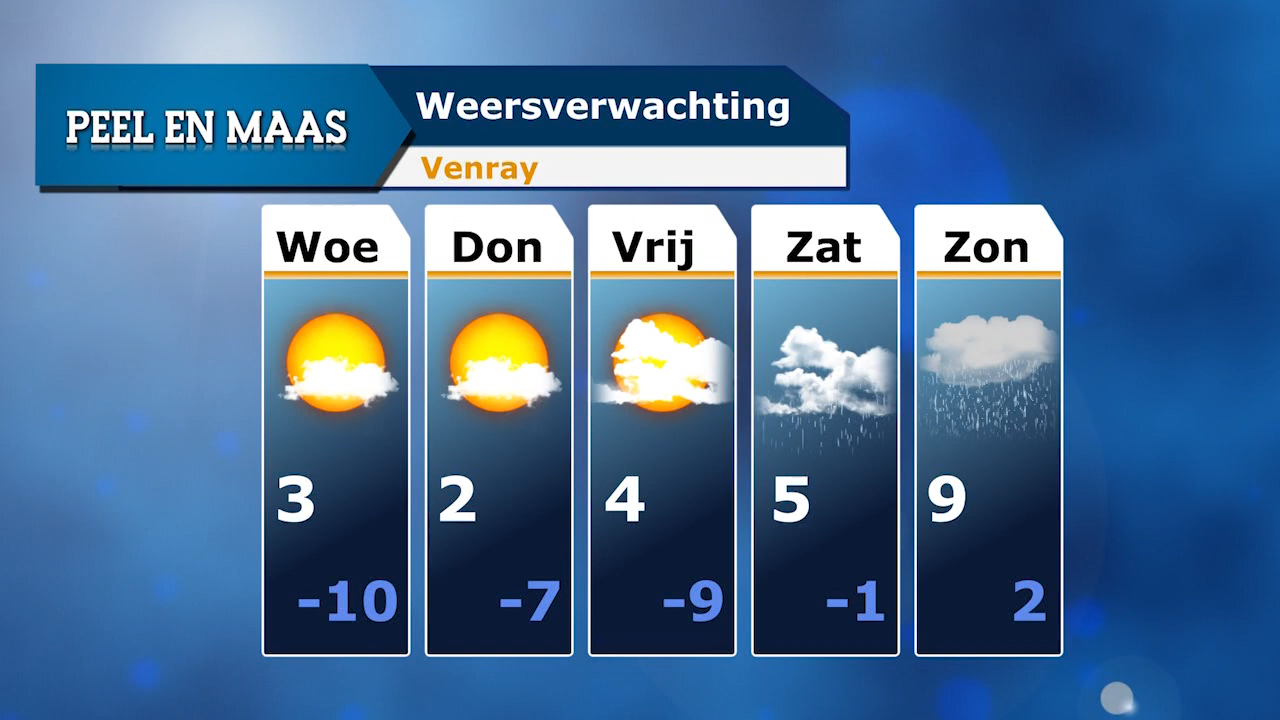 PEEL EN MAAS
Weersverwachting
Venray
Woe Don Vrij Zat Zon
3 2 4 5 9
-10 -7 -9 -1 2